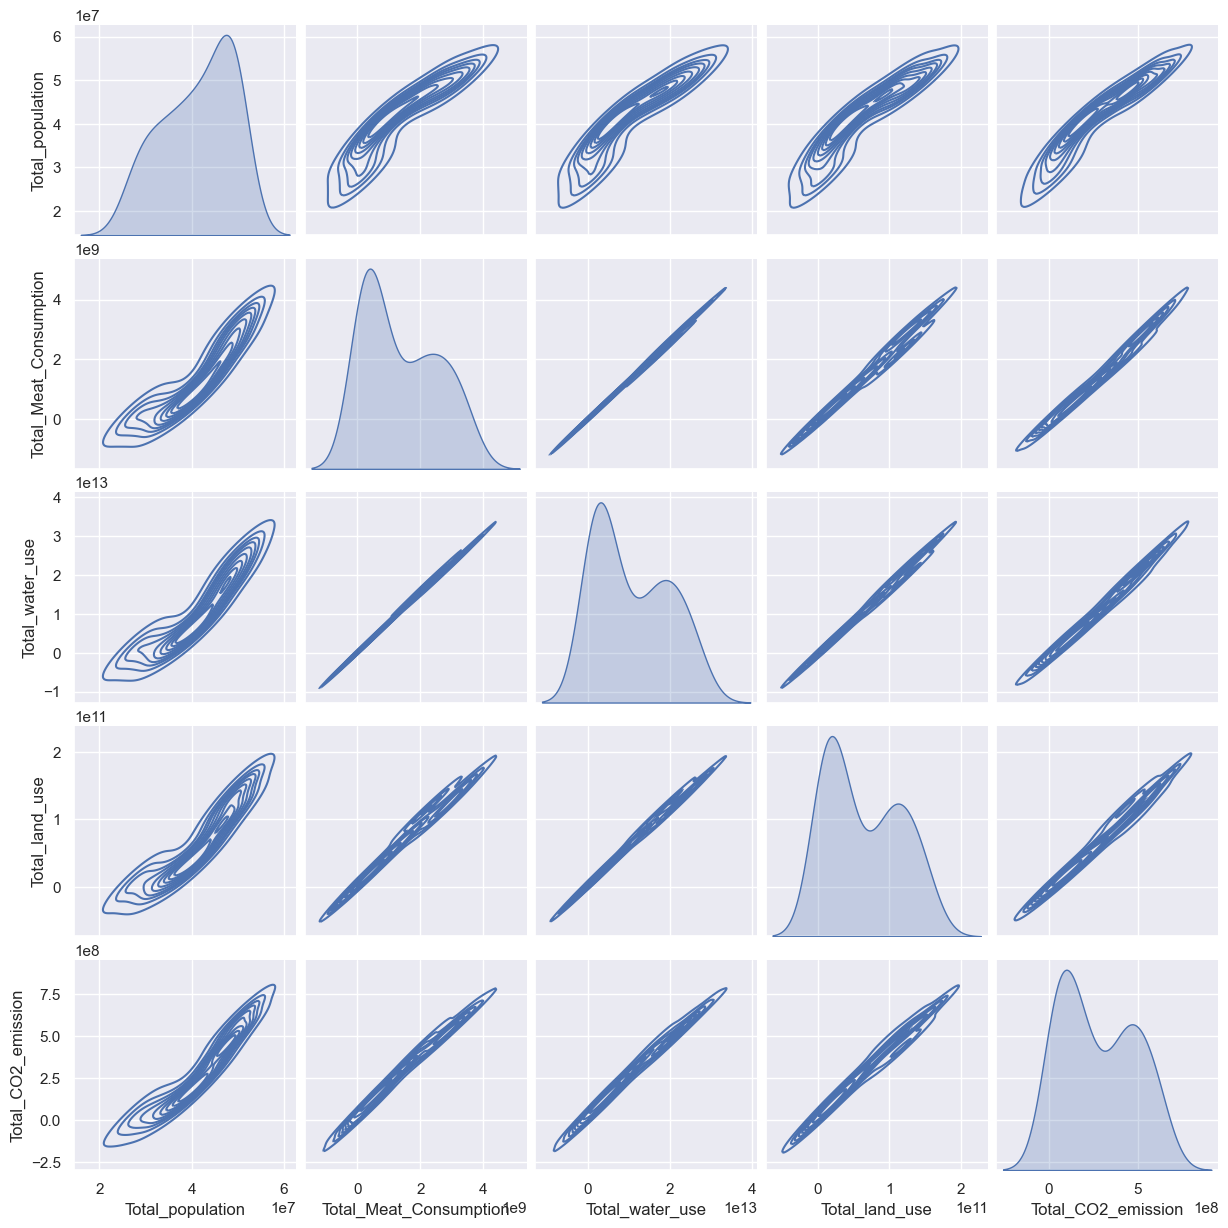 1e7
6
5
4
3
2
Total_population
1e9
4
2
0
Total_Meat_Consumption
1e13
4
3
2
1
0
−1
Total_water_use
1e11
2
1
0
Total_land_use
1e8
7.5
5.0
2.5
0.0
−2.5
Total_CO2_emission
2 4 6 0 2 4 0 1 2 3 0 1 2 0 5
1e7 1e9 1e13 1e11 1e8
Total_population Total_Meat_Consumption Total_water_use Total_land_use Total_CO2_emission